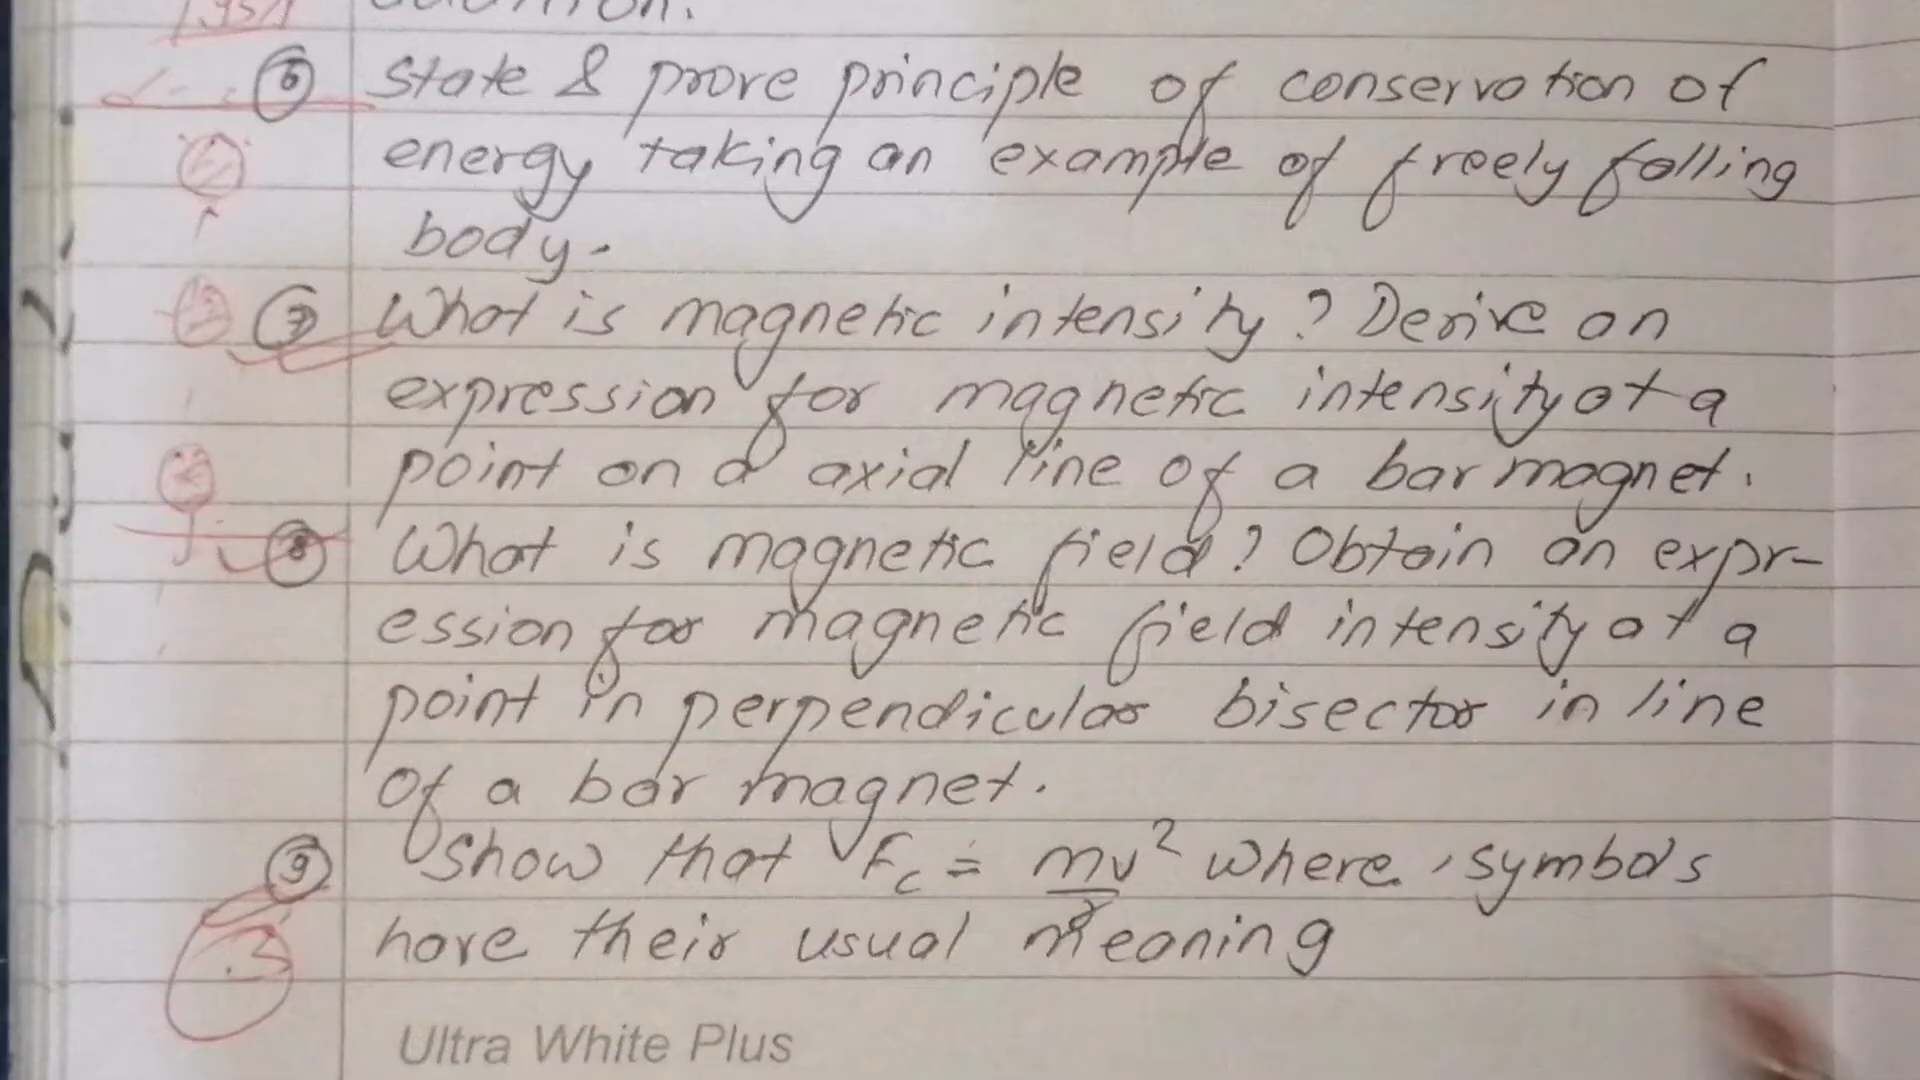 ⑥ State & prove principle of conservation of
energy taking an example of freely falling
body.
⑦ What is magnetic intensity? Derive an
expression for magnetic intensity at a
point on a axial line of a bar magnet.
⑧ What is magnetic field? Obtain an expr-
ession for magnetic field intensity at a
point in perpendicular bisector in line
of a bar magnet.
⑨ Show that Fc = mv²/r where, symbols
have their usual meaning
Ultra White Plus